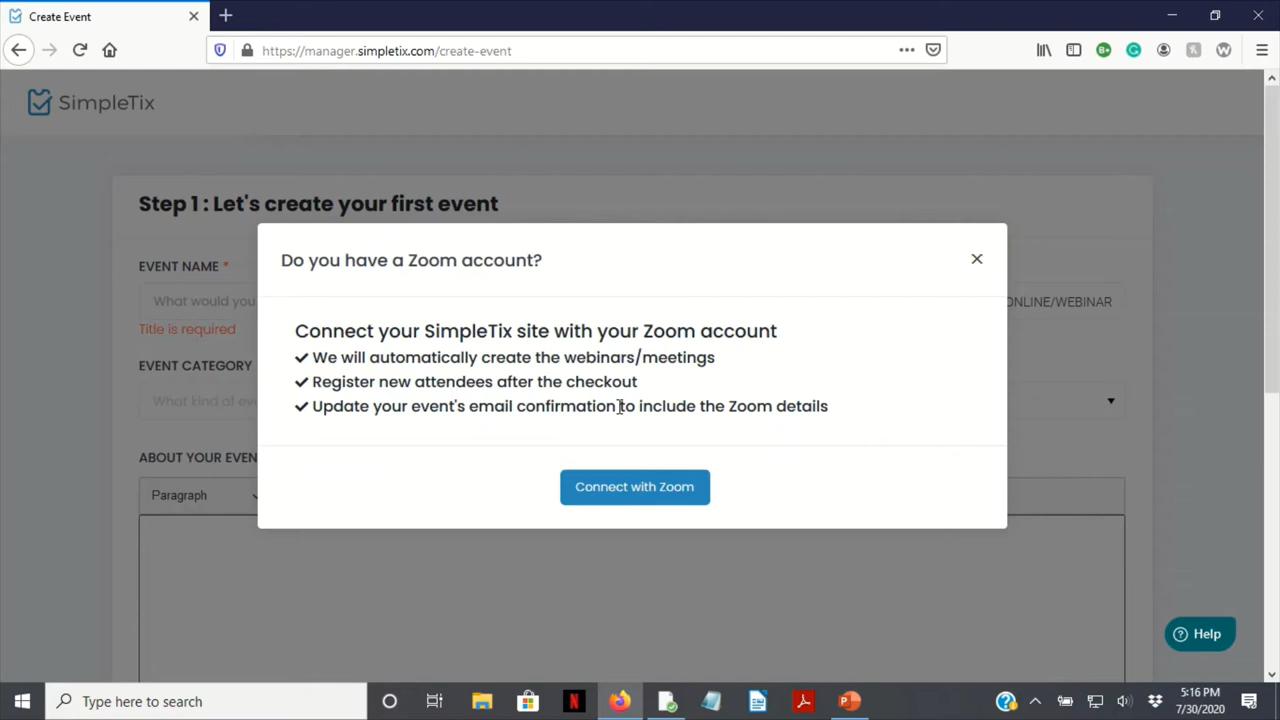 Create Event
https://manager.simpletix.com/create-event
SimpleTix
Step 1 : Let's create your first event
Do you have a Zoom account?
EVENT NAME *
What would you
ONLINE/WEBINAR
Title is required
Connect your SimpleTix site with your Zoom account
We will automatically create the webinars/meetings
EVENT CATEGORY
Register new attendees after the checkout
What kind of
Update your event's email confirmation to include the Zoom details
ABOUT YOUR EVEN
Connect with Zoom
Paragraph
Help
Type here to search
5:16 PM
7/30/2020